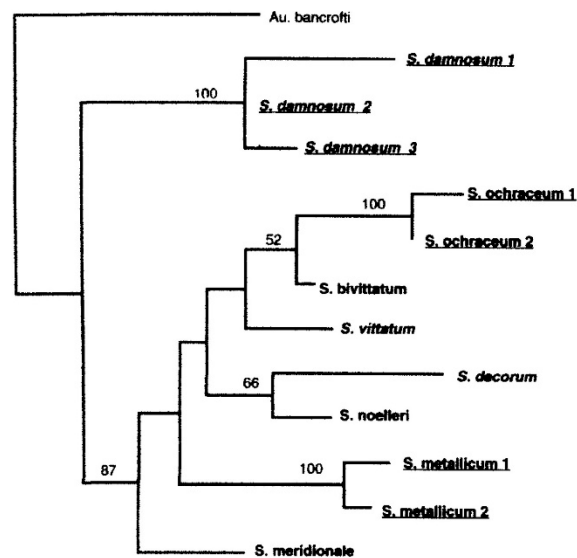 Au. bancrofti
S. damnosum 1
100
S. damnosum 2
S. damnosum 3
S. ochraceum 1
100
S. ochraceum 2
52
S. bivittatum
S. vittatum
S. decorum
66
S. noelleri
S. metallicum 1
87
100
S. metallicum 2
S. meridionale